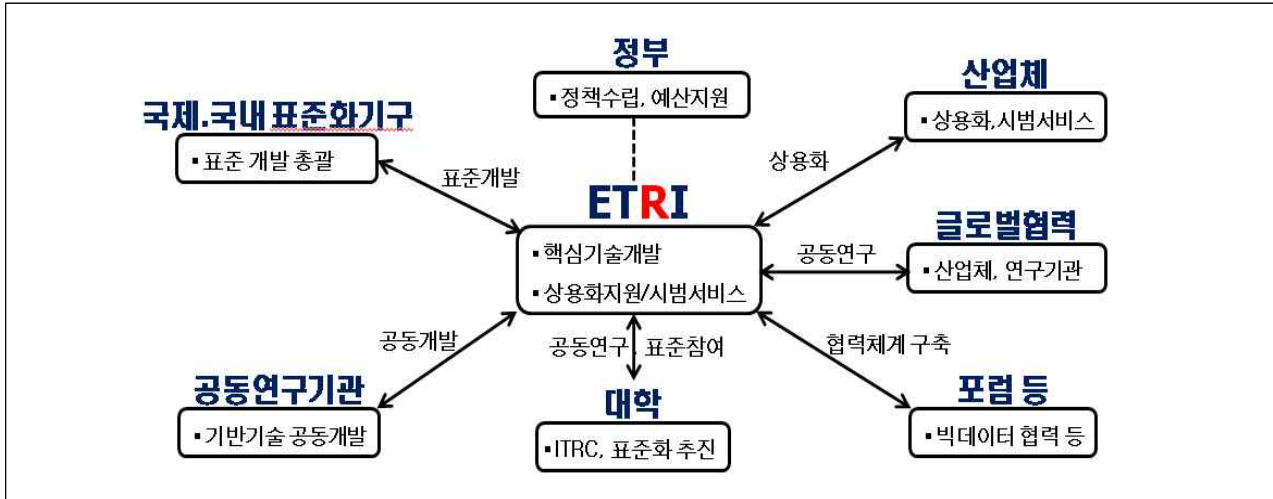 정부
▪ 정책수립, 예산지원
산업체
▪ 상용화,시범서비스
국제.국내 표준화기구
▪ 표준 개발 총괄
표준개발
상용화
ETRI
▪ 핵심기술개발
▪ 상용화지원/시범서비스
글로벌협력
공동연구
▪ 산업체, 연구기관
공동개발
공동연구, 표준참여
협력체계 구축
공동연구기관
▪ 기반기술 공동개발
대학
▪ ITRC, 표준화 추진
포럼 등
▪ 빅데이터 협력 등